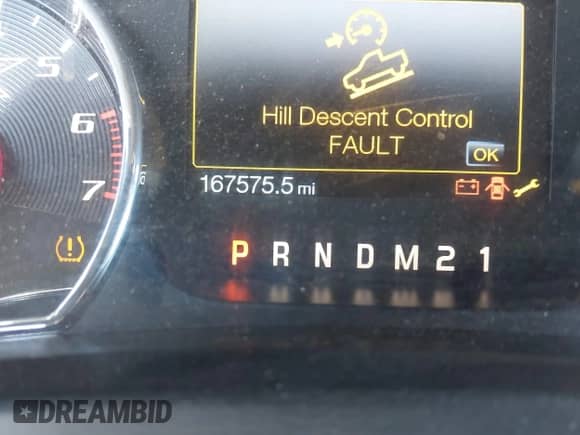 5
6
7
Hill Descent Control
FAULT
OK
167575.5 mi
P R N D M 2 1
DREAMBID